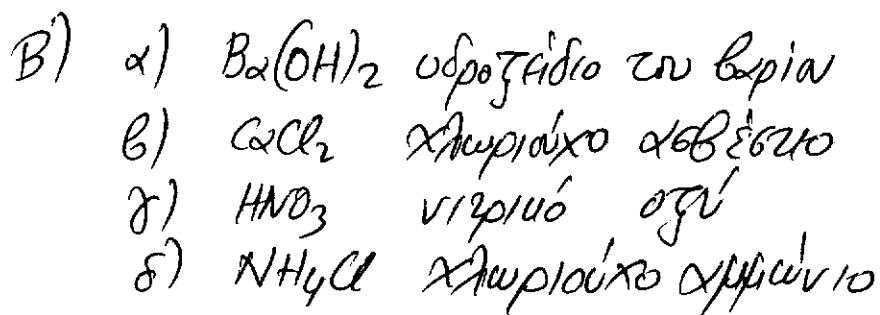 Β') α) Ba(OH)₂ υδροξείδιο του βαρίου
β) CaCl₂ χλωριούχο ασβέστιο
γ) HNO₃ νιτρικό οξύ
δ) NH₄Cl χλωριούχο αμμώνιο